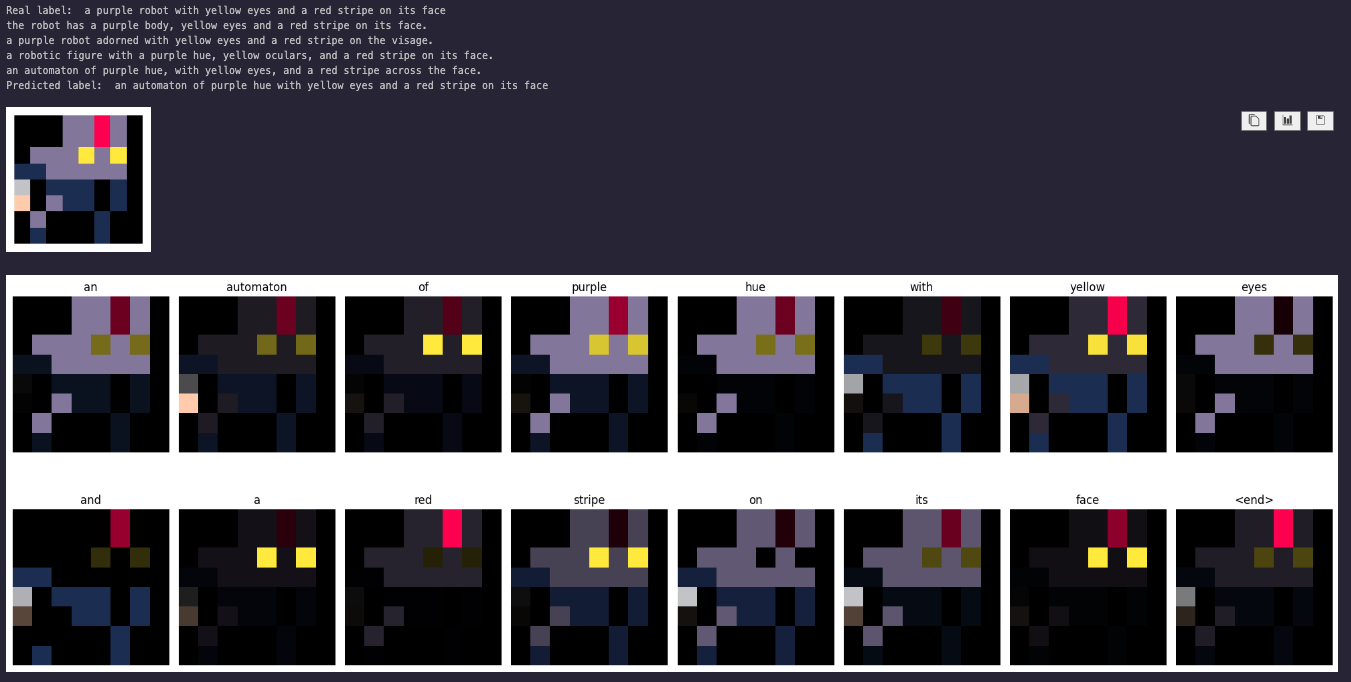 Real label:  a purple robot with yellow eyes and a red stripe on its face
the robot has a purple body, yellow eyes and a red stripe on its face.
a purple robot adorned with yellow eyes and a red stripe on the visage.
a robotic figure with a purple hue, yellow oculars, and a red stripe on its face.
an automaton of purple hue, with yellow eyes, and a red stripe across the face.
Predicted label:  an automaton of purple hue with yellow eyes and a red stripe on its face
an automaton of purple hue with yellow eyes
and a red stripe on its face <end>